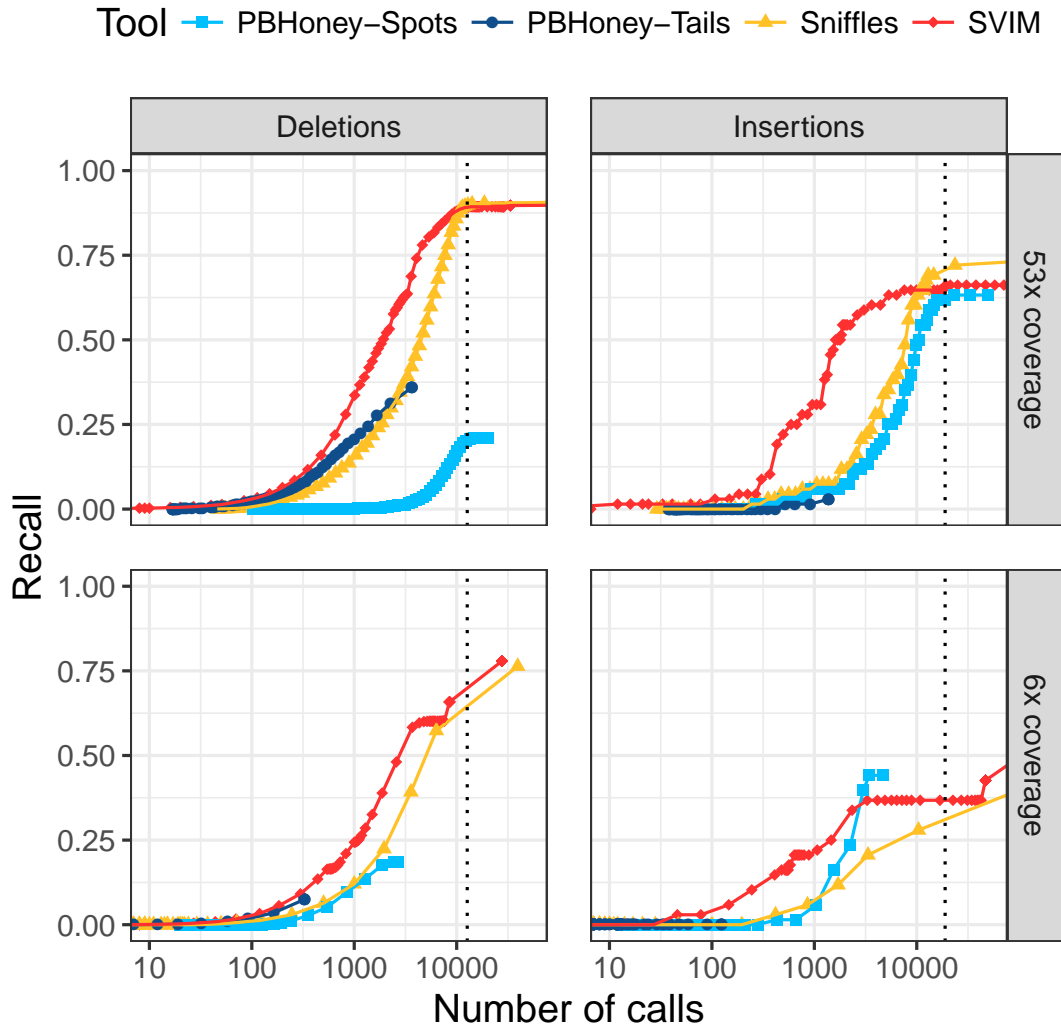 Tool PBHoney−Spots PBHoney−Tails Sniffles SVIM
Deletions Insertions
1.00
0.75
0.50
0.25
0.00
53x coverage
Recall
1.00
0.75
0.50
0.25
0.00
6x coverage
10 100 1000 10000 10 100 1000 10000
Number of calls